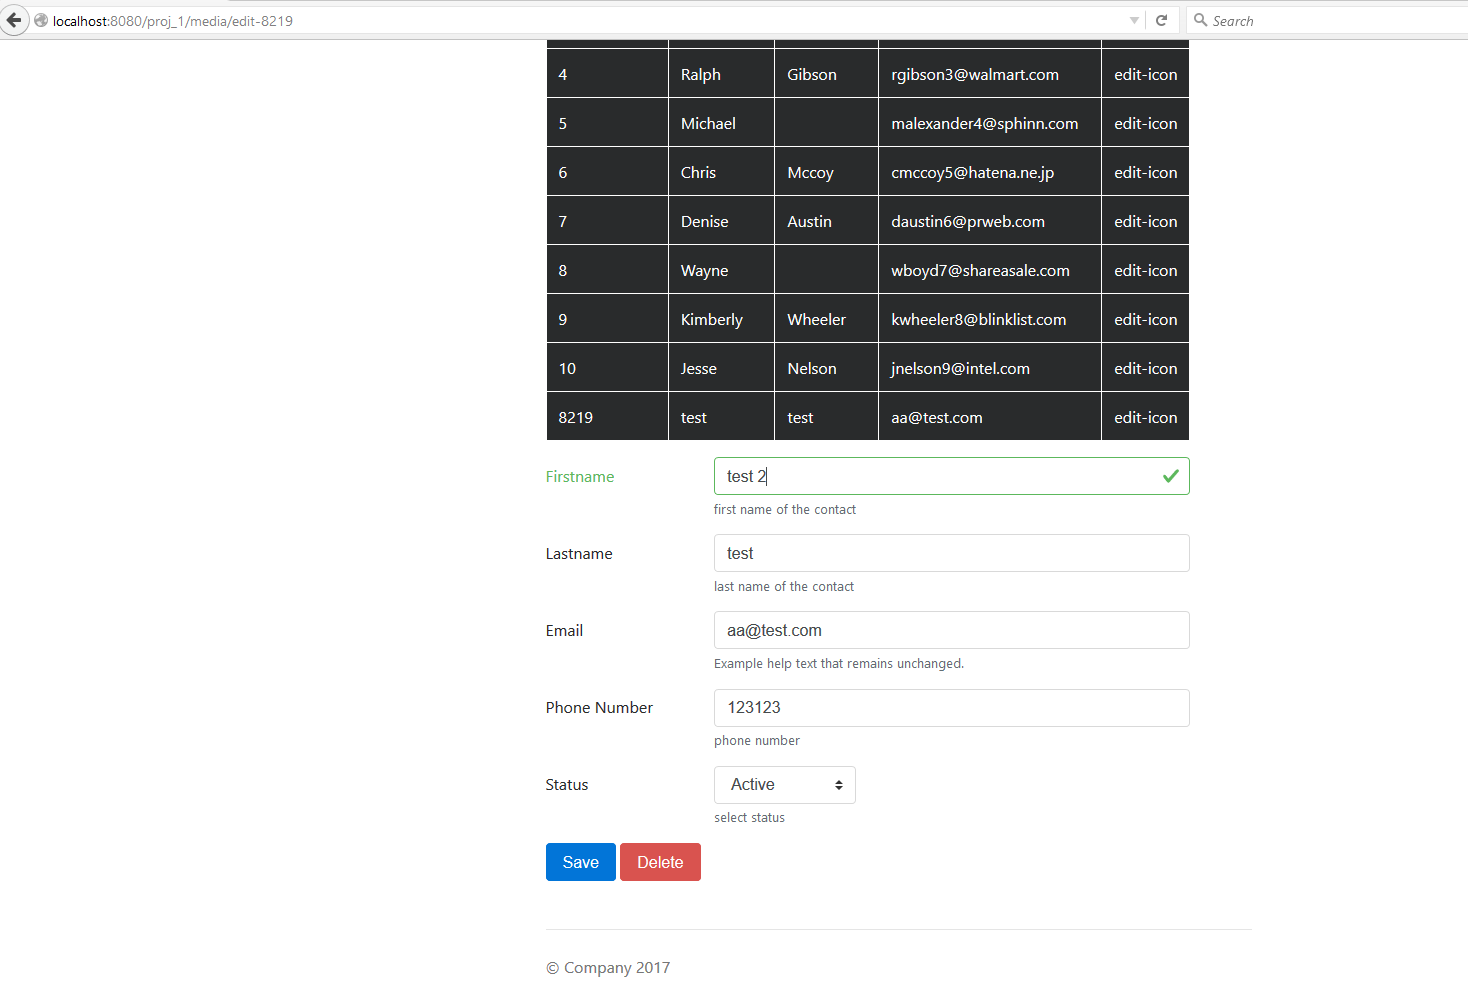 localhost:8080/proj_1/media/edit-8219 Search
4 Ralph Gibson rgibson3@walmart.com edit-icon
5 Michael malexander4@sphinn.com edit-icon
6 Chris Mccoy cmccoy5@hatena.ne.jp edit-icon
7 Denise Austin daustin6@prweb.com edit-icon
8 Wayne wboyd7@shareasale.com edit-icon
9 Kimberly Wheeler kwheeler8@blinklist.com edit-icon
10 Jesse Nelson jnelson9@intel.com edit-icon
8219 test test aa@test.com edit-icon
Firstname test 2
first name of the contact
Lastname test
last name of the contact
Email aa@test.com
Example help text that remains unchanged.
Phone Number 123123
phone number
Status Active
select status
Save Delete
© Company 2017